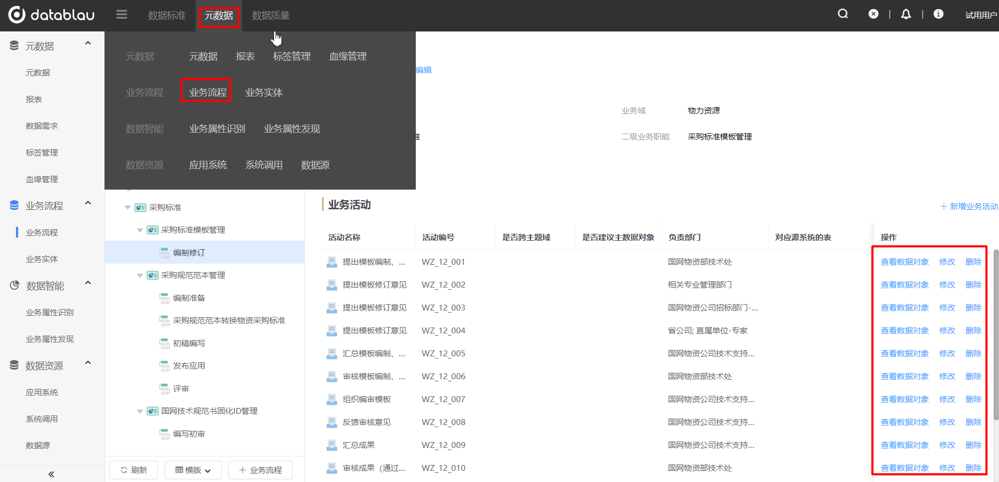 datablau 数据标准 元数据 数据质量 试用用户
元数据
元数据
报表
数据需求
标签管理
血缘管理
业务流程
业务流程
业务实体
数据智能
业务属性识别
业务属性发现
数据资源
应用系统
系统调用
数据源
元数据 元数据 报表 标签管理 血缘管理
业务流程 业务流程 业务实体
数据智能 业务属性识别 业务属性发现
数据资源 应用系统 系统调用 数据源
编辑
业务域 物力资源
准 二级业务职能 采购标准模板管理
采购标准
采购标准模板管理
编制修订
采购规范范本管理
编制准备
采购规范范本转换物资采购标准
初稿编写
发布应用
评审
国网技术规范书固化ID管理
编写初审
刷新 模版 + 业务流程
业务活动 + 新增业务活动
活动名称 活动编号 是否跨主题域 是否建议主数据对象 负责部门 对应源系统的表 操作
提出模板编制、... WZ_12_001 国网物资部技术处 查看数据对象 修改 删除
提出模板修订意见 WZ_12_002 相关专业管理部门 查看数据对象 修改 删除
提出模板修订意见 WZ_12_003 国网物资公司招标部门-... 查看数据对象 修改 删除
提出模板修订意见 WZ_12_004 省公司; 直属单位-专家 查看数据对象 修改 删除
汇总模板编制、... WZ_12_005 国网物资公司技术支持... 查看数据对象 修改 删除
审核模板编制、... WZ_12_006 国网物资部技术处 查看数据对象 修改 删除
组织编审模板 WZ_12_007 国网物资公司技术支持... 查看数据对象 修改 删除
反馈审核意见 WZ_12_008 国网物资公司技术支持... 查看数据对象 修改 删除
汇总成果 WZ_12_009 国网物资公司技术支持... 查看数据对象 修改 删除
审核成果（通过... WZ_12_010 国网物资部技术处 查看数据对象 修改 删除